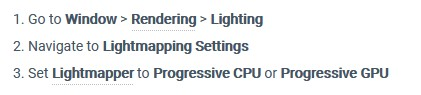 1. Go to Window > Rendering > Lighting
2. Navigate to Lightmapping Settings
3. Set Lightmapper to Progressive CPU or Progressive GPU